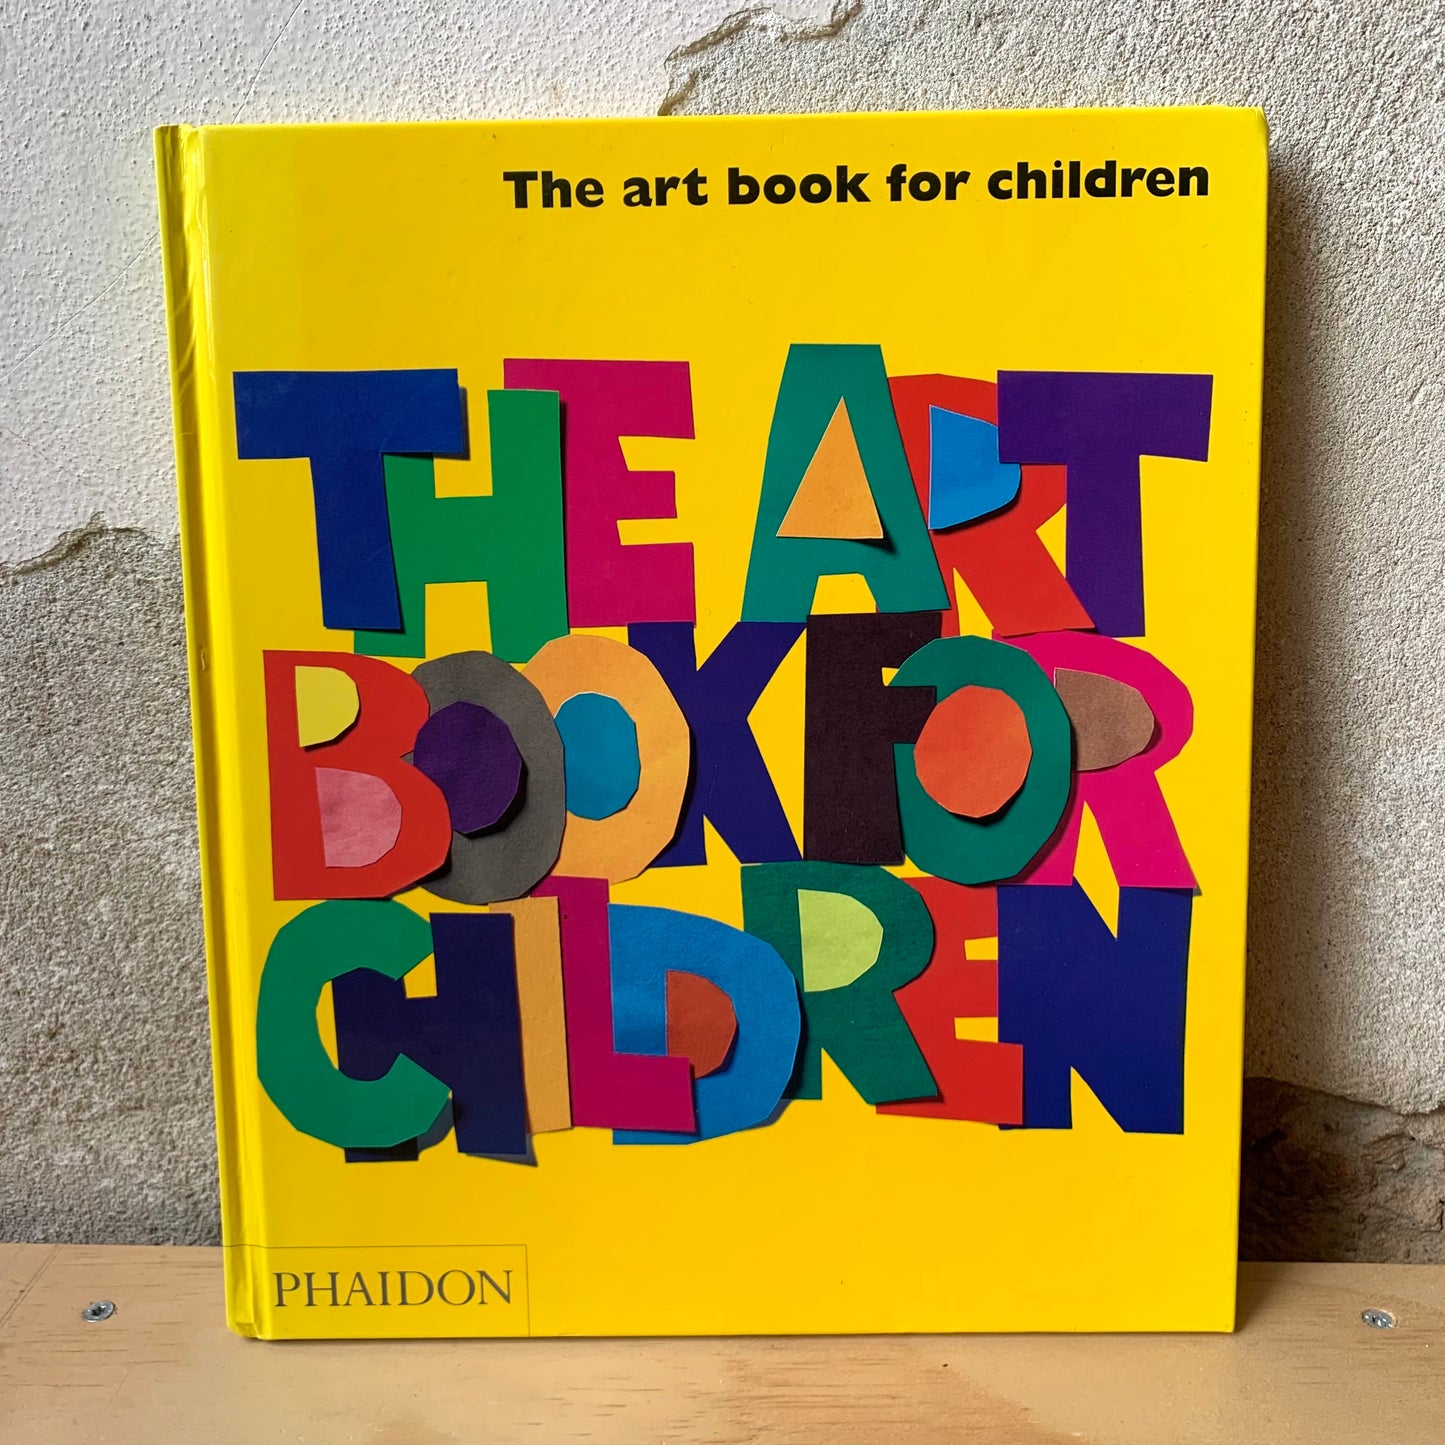 The art book for children
THE ART
BOOK FOR
CHILDREN
PHAIDON